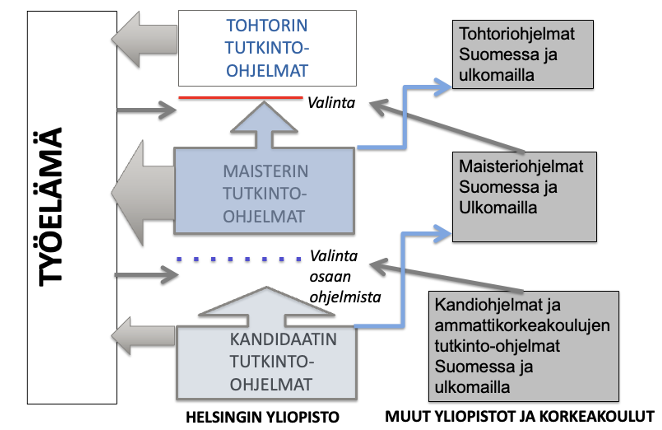 TYÖELÄMÄ
TOHTORIN
TUTKINTO-
OHJELMAT
Valinta
MAISTERIN
TUTKINTO-
OHJELMAT
Valinta
osaan
ohjelmista
KANDIDAATIN
TUTKINTO-
OHJELMAT
HELSINGIN YLIOPISTO
Tohtoriohjelmat
Suomessa ja
ulkomailla
Maisteriohjelmat
Suomessa ja
Ulkomailla
Kandiohjelmat ja
ammattikorkeakoulujen
tutkinto-ohjelmat
Suomessa ja
ulkomailla
MUUT YLIOPISTOT JA KORKEAKOULUT